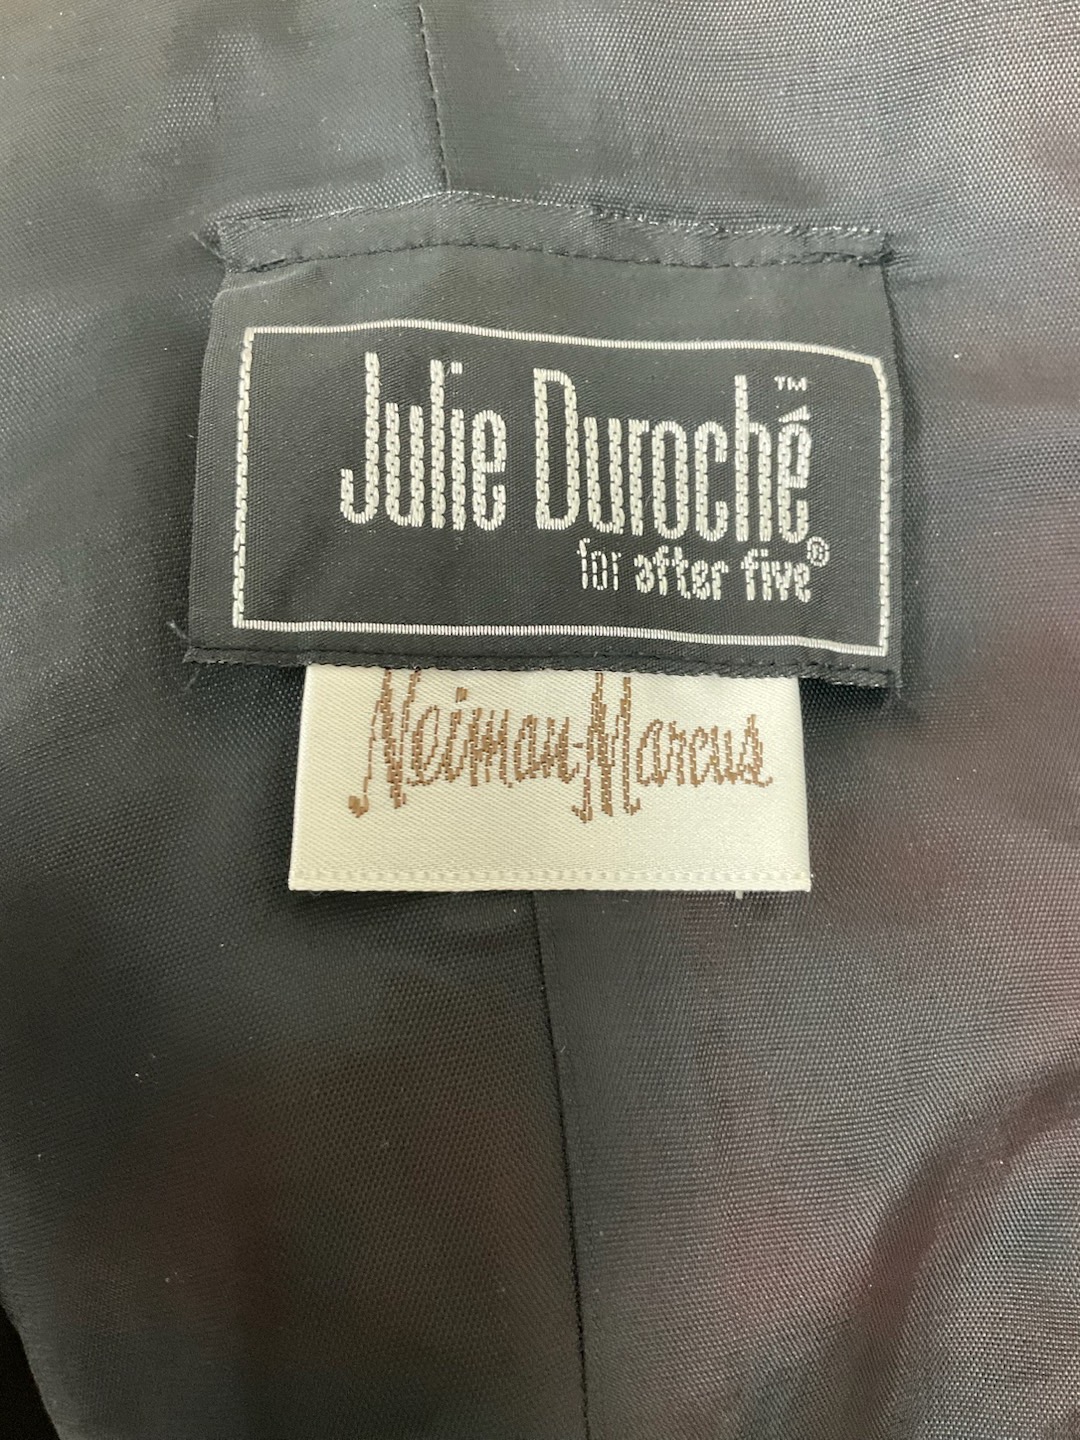 Julie Duroché™
for after five®
Neiman-Marcus